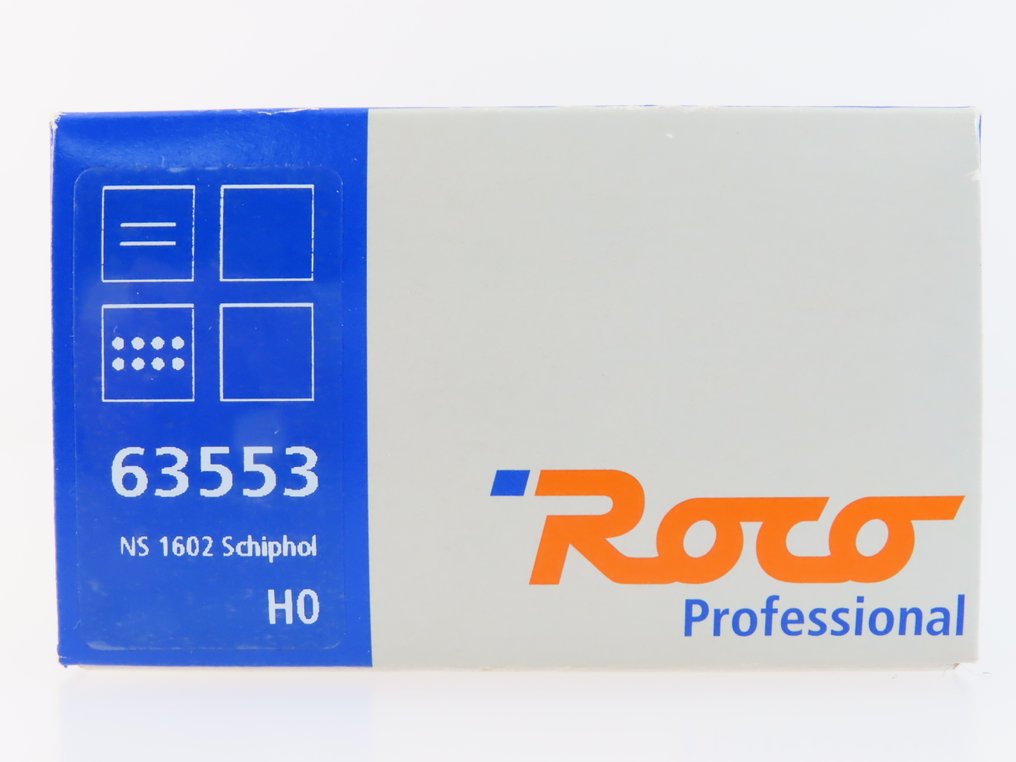 63553
NS 1602 Schiphol
H0
Roco
Professional